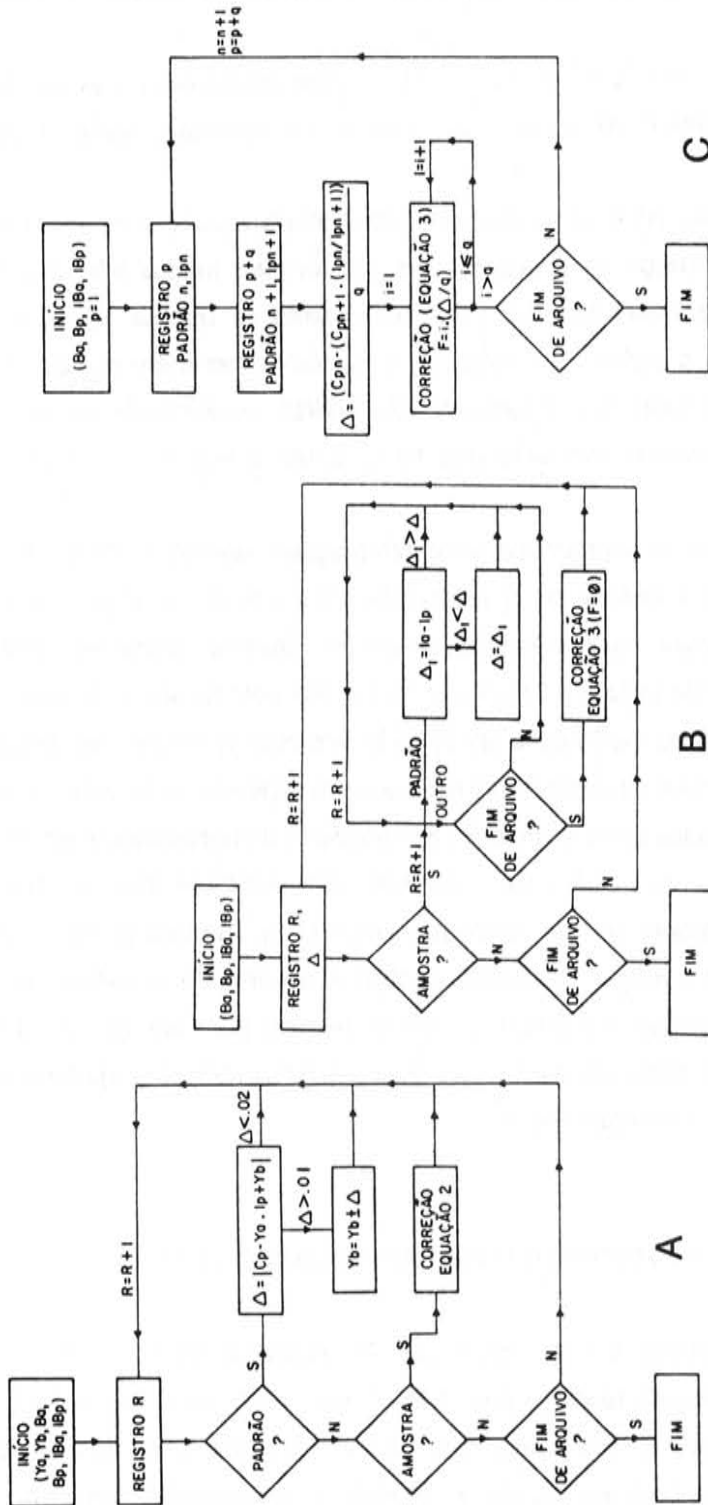 INÍCIO
(Ya, Yb, Ba,
Bp, IBa, IBp)
R=R+1
REGISTRO R
PADRÃO
?
S
Δ=|Cp-Ya.Ip+Yb|
Δ<.02
Δ>.01
Yb=Yb±Δ
N
AMOSTRA
?
S
CORREÇÃO
EQUAÇÃO 2
N
FIM
DE ARQUIVO
?
N
S
FIM
A
INÍCIO
(Ba, Bp, IBa, IBp)
R=R+1
REGISTRO R,
Δ
AMOSTRA
?
R=R+1
S
PADRÃO
R=R+1
OUTRO
Δ₁=Ia-Ip
Δ₁>Δ
Δ₁<Δ
Δ=Δ₁
FIM
DE ARQUIVO
?
N
S
CORREÇÃO
EQUAÇÃO 3 (F=0)
N
FIM
DE ARQUIVO
?
N
S
FIM
B
INÍCIO
(Ba, Bp, IBa, IBp)
p=1
n=n+1
p=p+q
REGISTRO p
PADRÃO n, Ipn
REGISTRO p+q
PADRÃO n+1, Ipn+1
Δ=(Cpn-(Cpn+1.(Ipn/Ipn+1))
q
i=1
CORREÇÃO (EQUAÇÃO 3)
F=i.(Δ/q)
I=i+1
i≤q
i>q
FIM
DE ARQUIVO
?
N
S
FIM
C